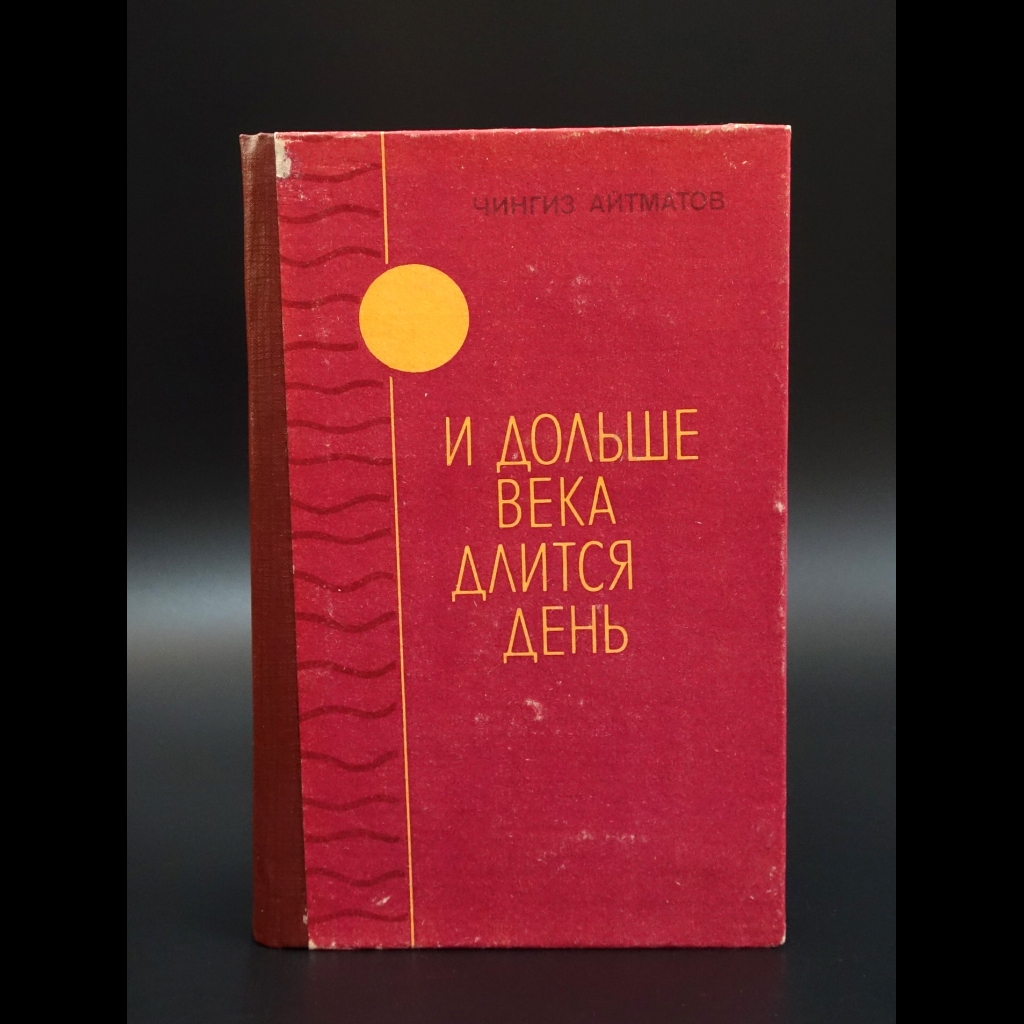 ЧИНГИЗ АЙТМАТОВ
И ДОЛЬШЕ
ВЕКА
ДЛИТСЯ
ДЕНЬ